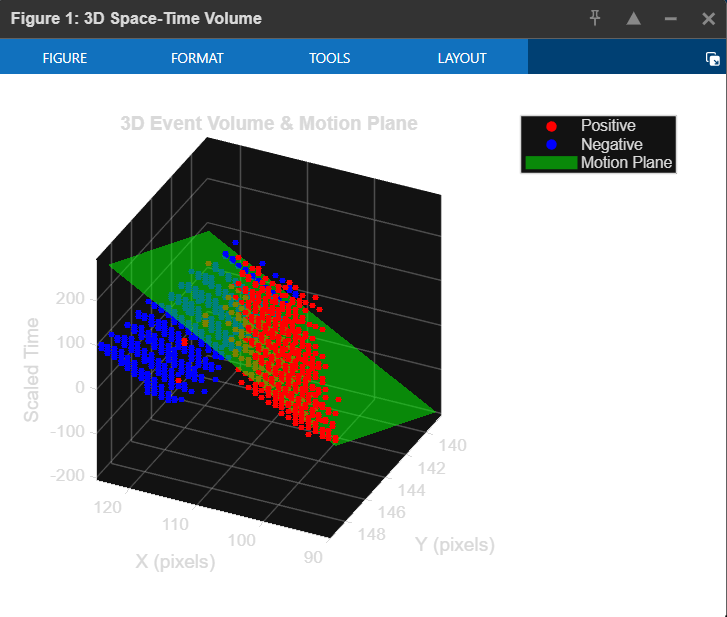 Figure 1: 3D Space-Time Volume
FIGURE FORMAT TOOLS LAYOUT
3D Event Volume & Motion Plane
Positive
Negative
Motion Plane
Scaled Time
200
100
0
-100
-200
120
110
100
90
X (pixels)
140
142
144
146
148
Y (pixels)